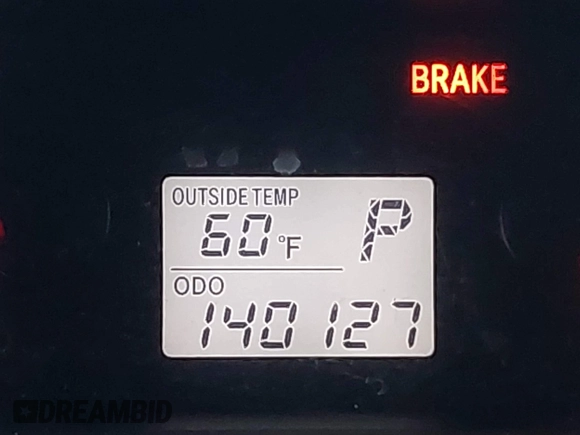 BRAKE
OUTSIDE TEMP
60°F P
ODO
140127
DREAMBID